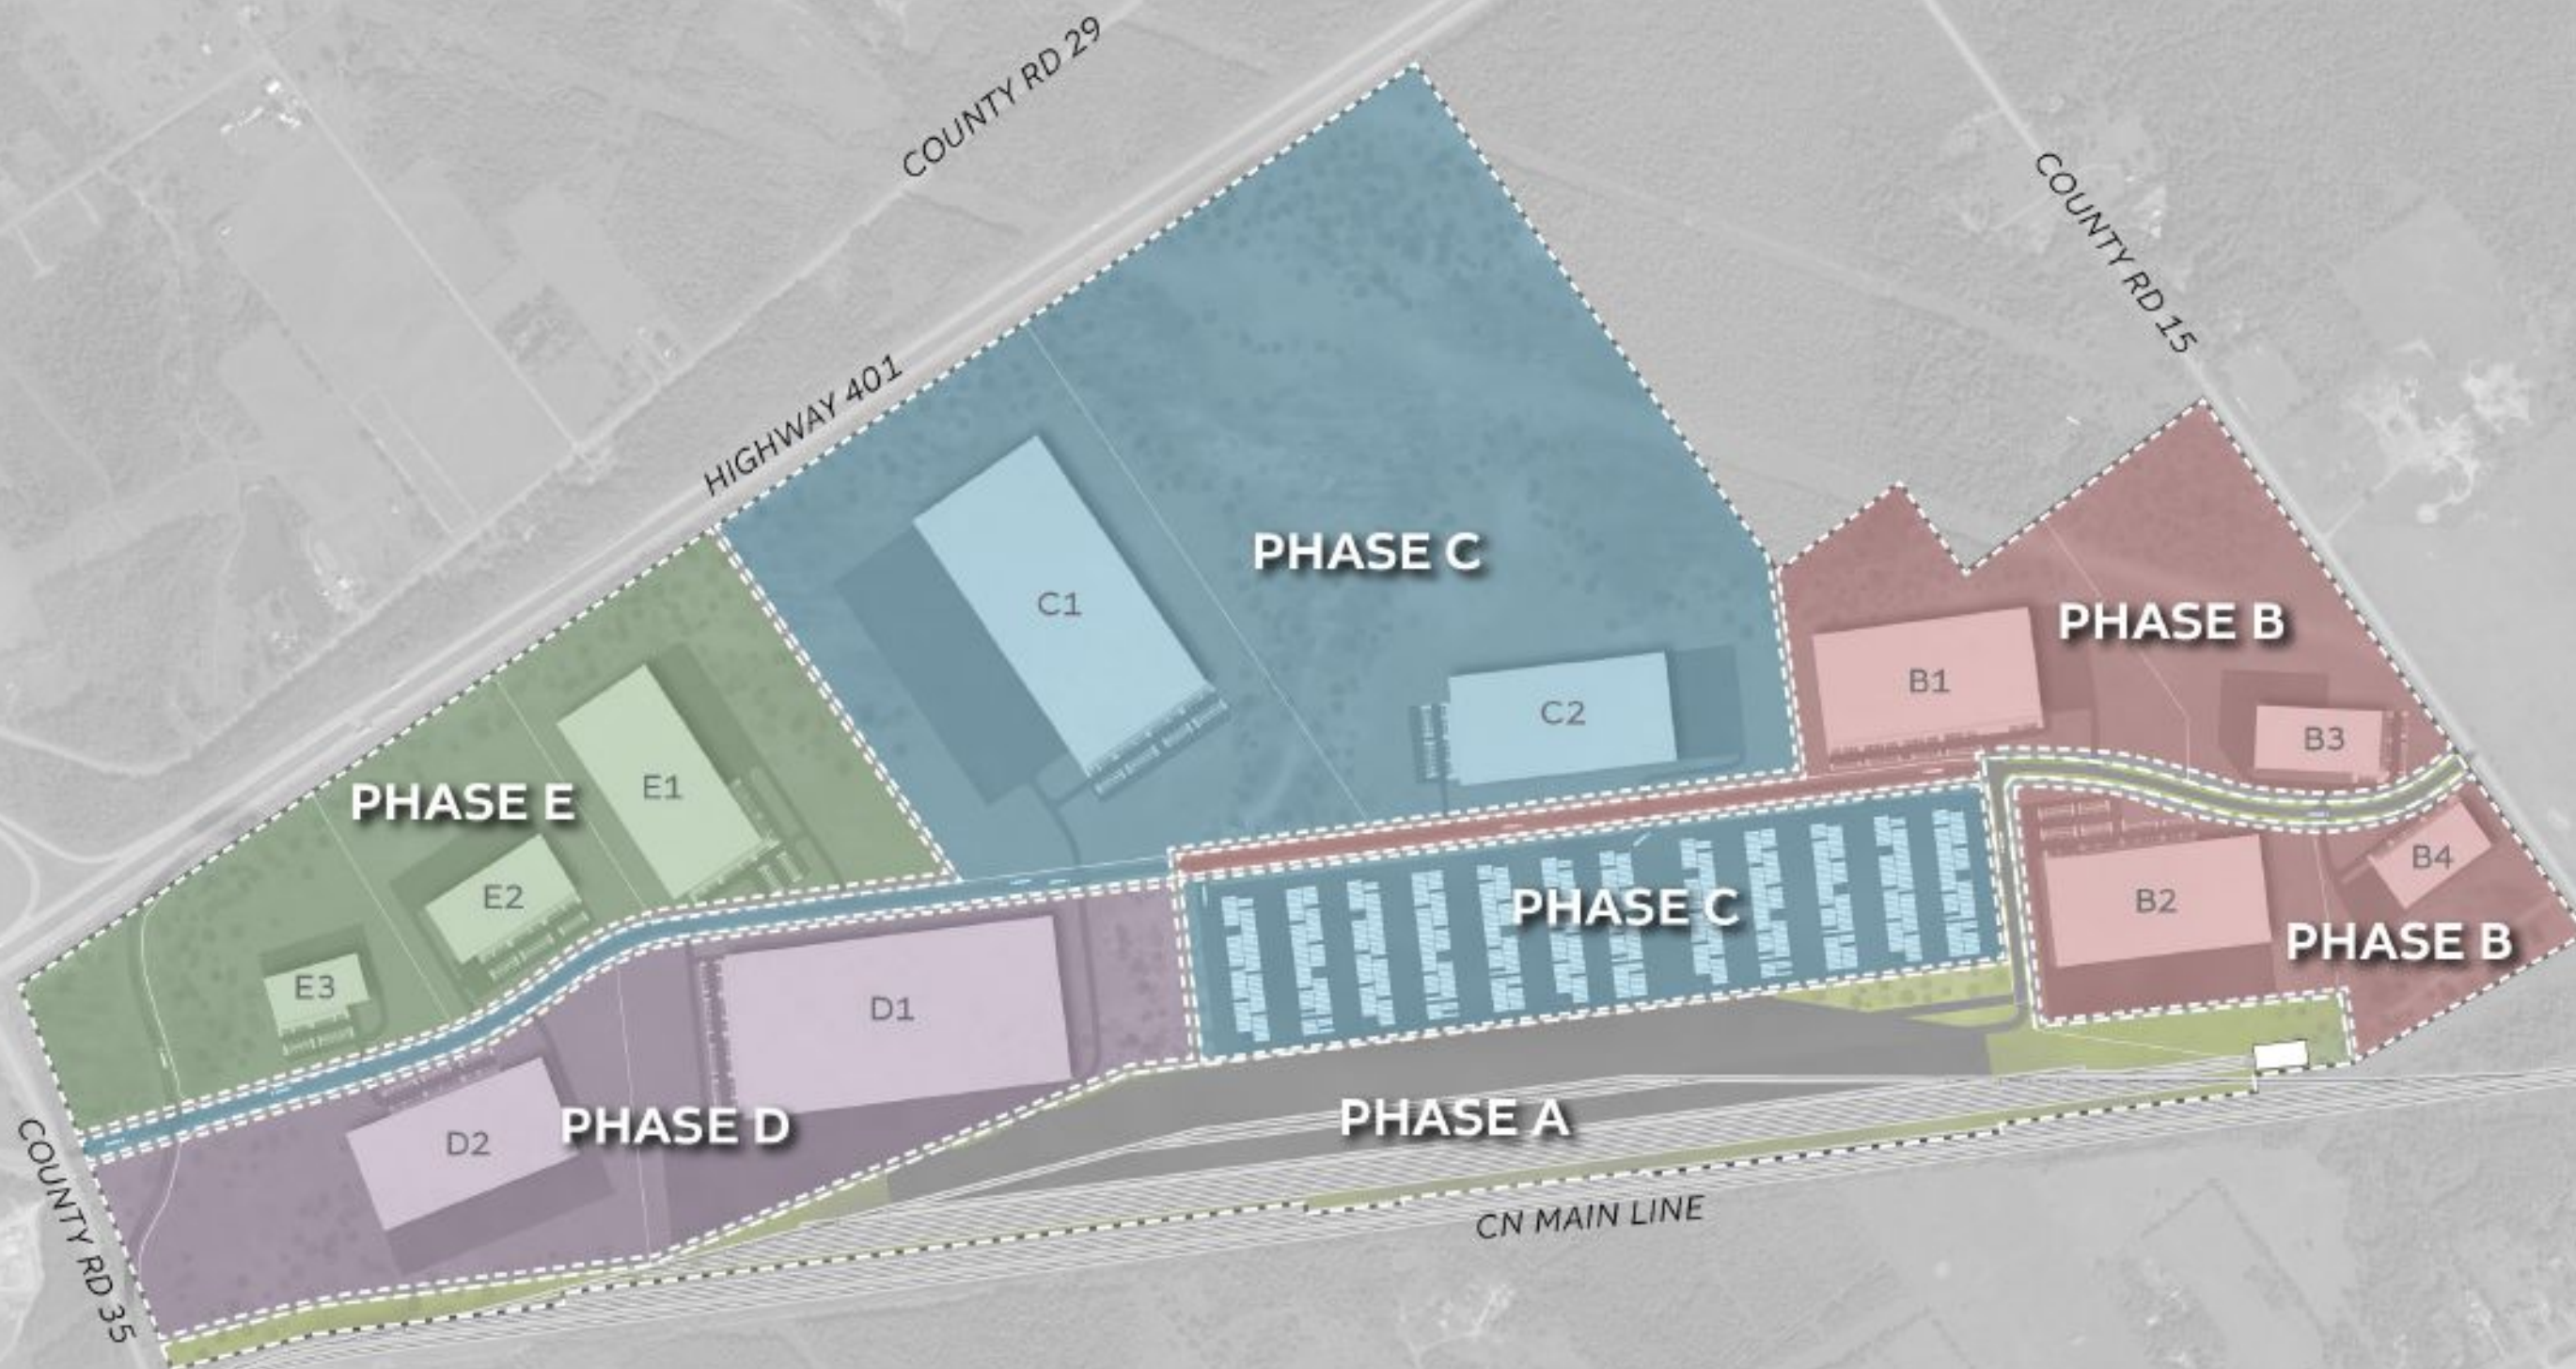 COUNTY RD 29
COUNTY RD 15
HIGHWAY 401
PHASE C
C1
C2
PHASE B
B1
B3
PHASE E
E1
E2
E3
PHASE C
B2
B4
PHASE B
D1
PHASE D
D2
PHASE A
COUNTY RD 35
CN MAIN LINE